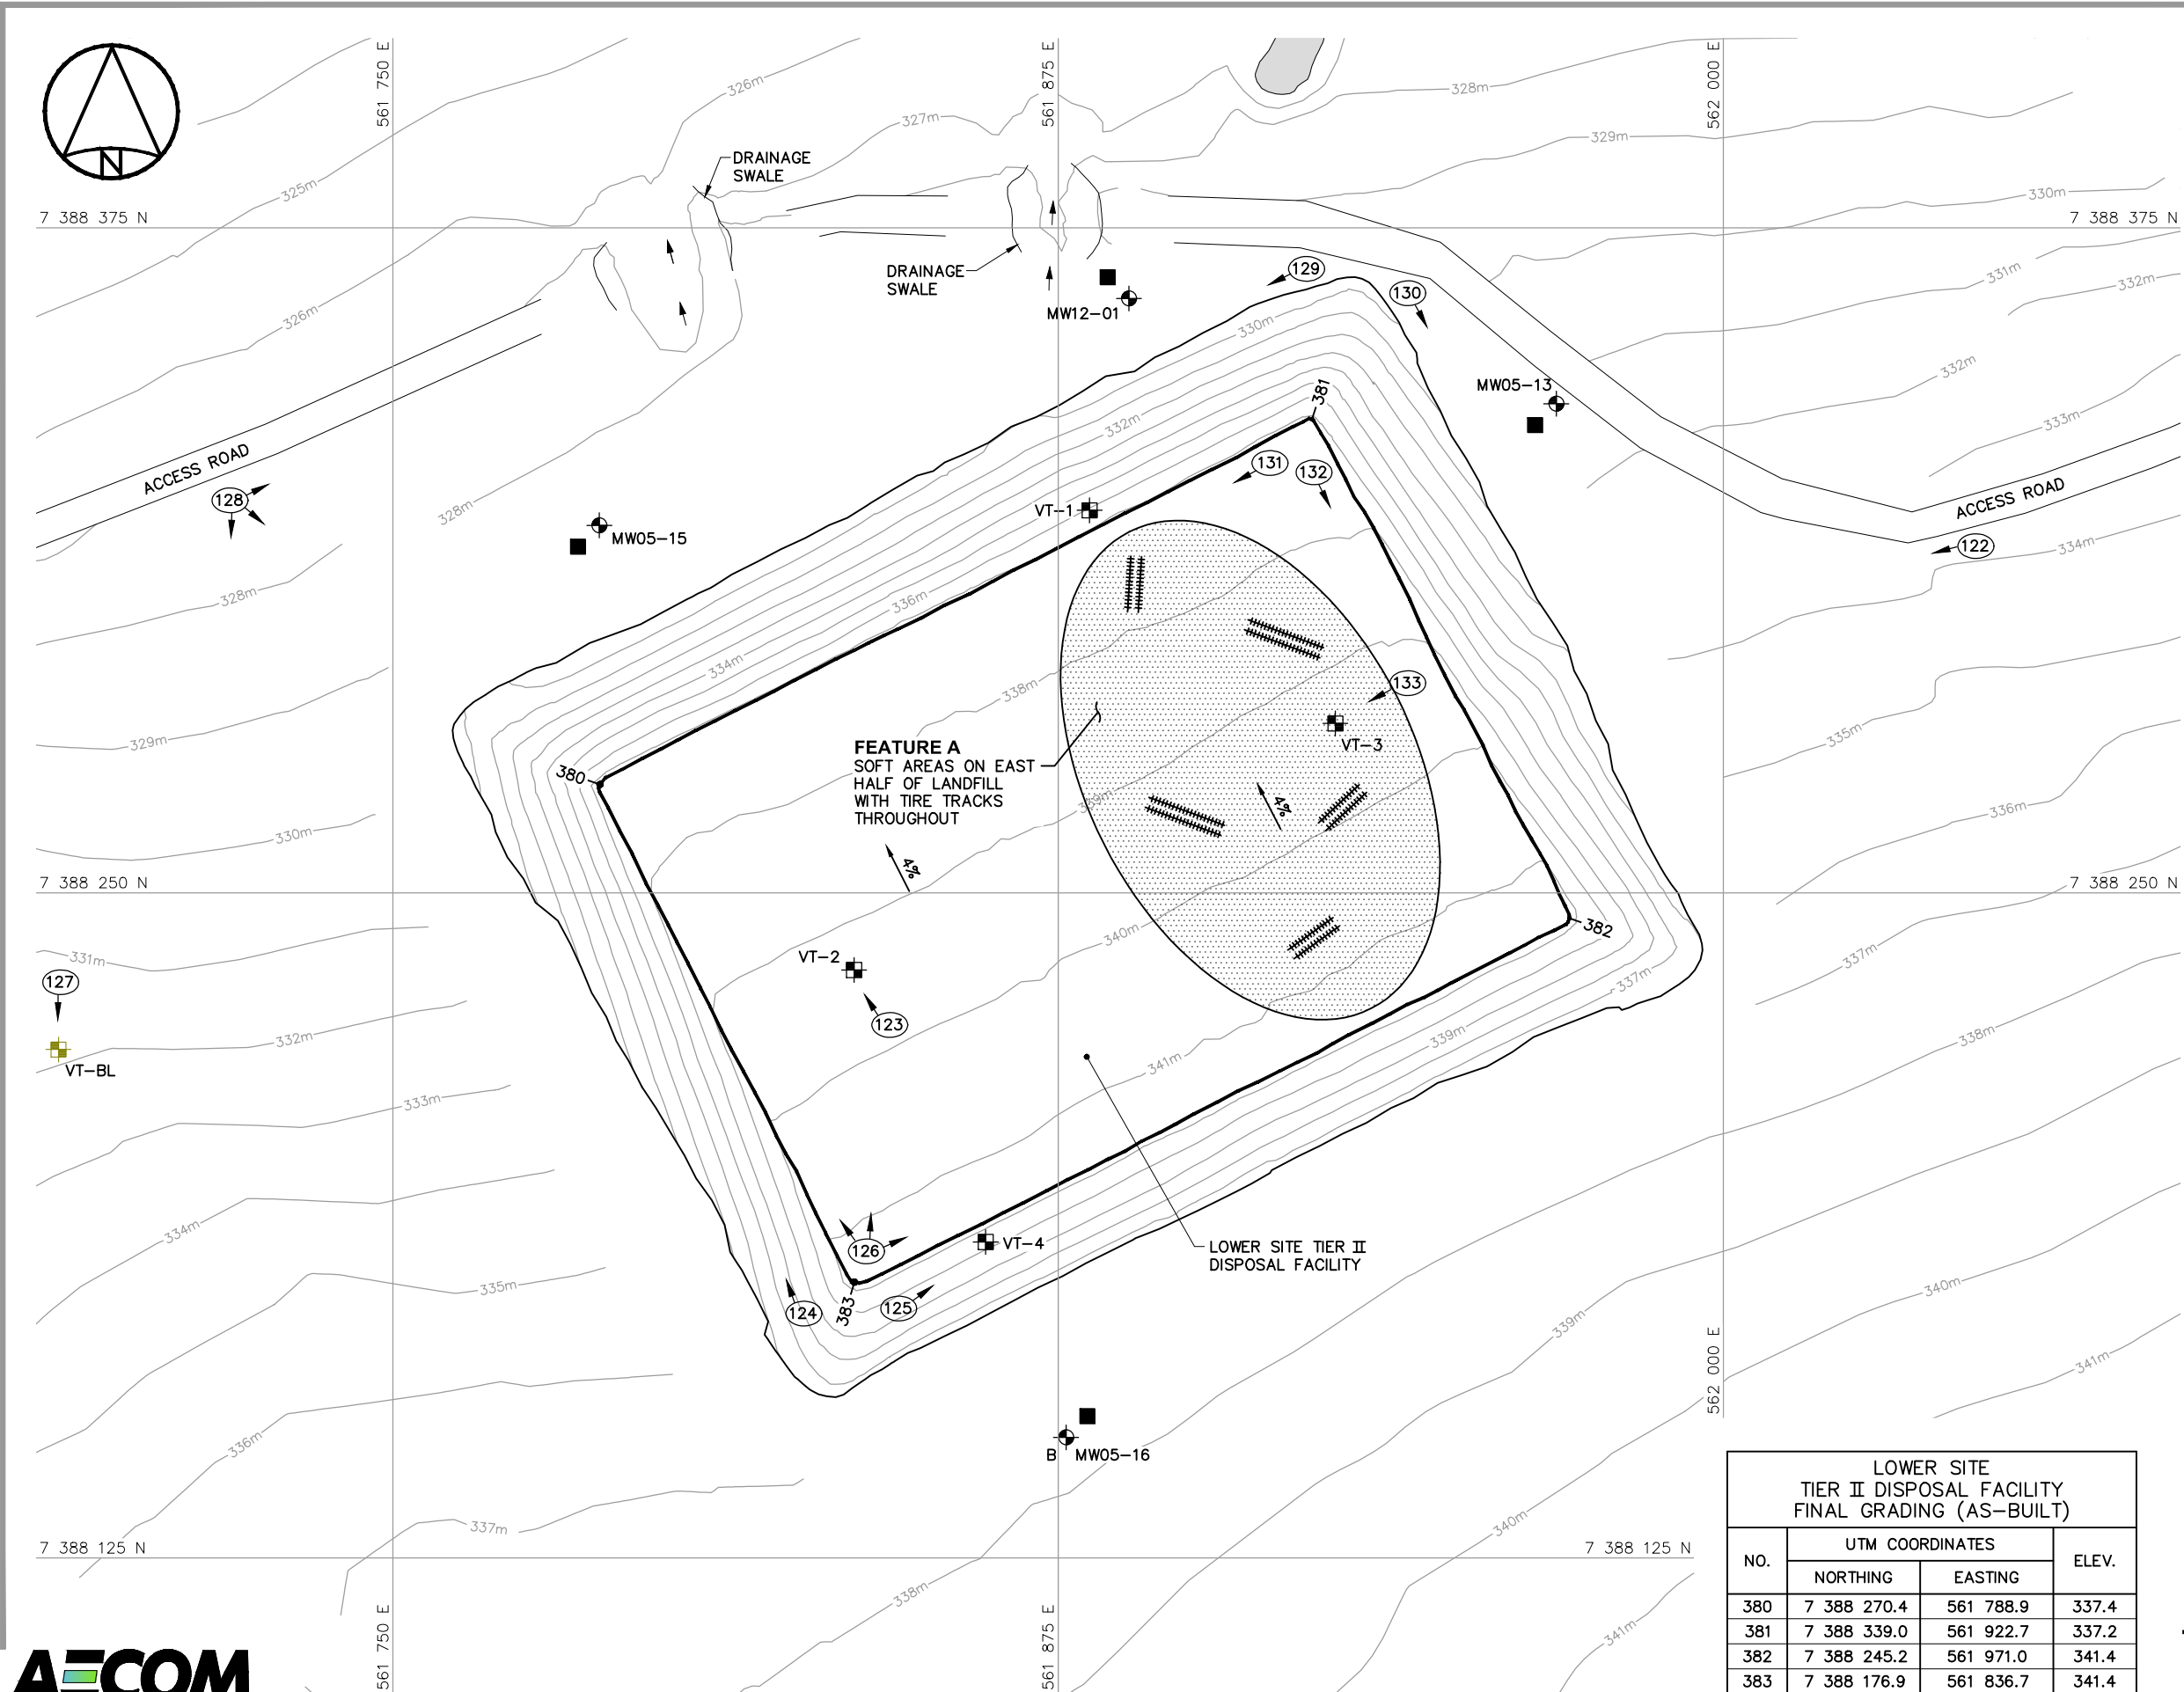 561 750 E
561 875 E
562 000 E
N
326m
328m
327m
329m
DRAINAGE
SWALE
325m
330m
7 388 375 N
7 388 375 N
129
331m
DRAINAGE
SWALE
332m
130
MW12-01
326m
330m
332m
MW05-13
381
333m
332m
ACCESS ROAD
131
132
128
ACCESS ROAD
328m
VT-1
MW05-15
122
334m
328m
336m
334m
338m
133
329m
FEATURE A
SOFT AREAS ON EAST
HALF OF LANDFILL
WITH TIRE TRACKS
THROUGHOUT
VT-3
335m
380
339m
4%
336m
330m
4%
7 388 250 N
7 388 250 N
382
340m
331m
VT-2
337m
337m
127
123
332m
339m
338m
VT-BL
341m
333m
334m
126
VT-4
LOWER SITE TIER II
DISPOSAL FACILITY
335m
340m
124
383
125
339m
562 000 E
341m
336m
B
MW05-16
337m
340m
7 388 125 N
7 388 125 N
338m
341m
561 750 E
561 875 E
AECOM
LOWER SITE
TIER II DISPOSAL FACILITY
FINAL GRADING (AS-BUILT)
NO.
UTM COORDINATES
ELEV.
NORTHING
EASTING
380 7 388 270.4 561 788.9 337.4
381 7 388 339.0 561 922.7 337.2
382 7 388 245.2 561 971.0 341.4
383 7 388 176.9 561 836.7 341.4